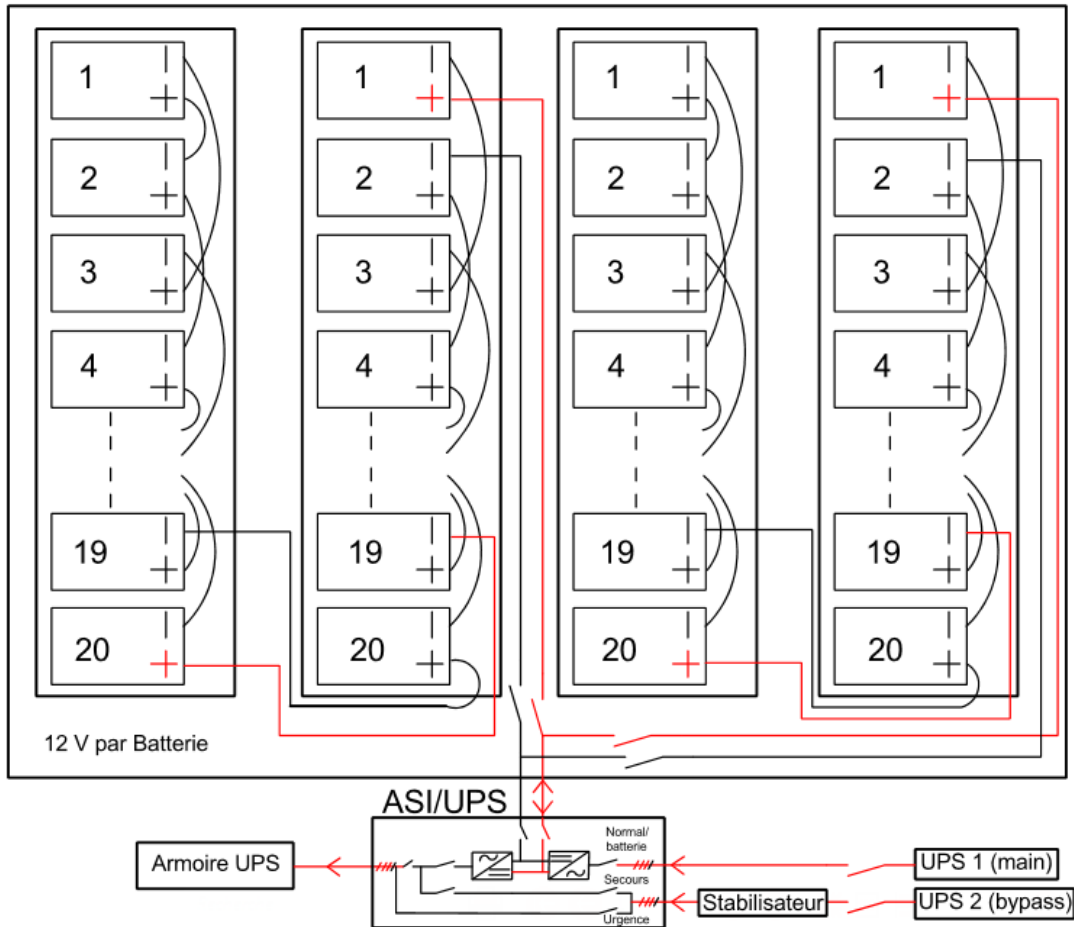 1 1 1 1
2 2 2 2
3 3 3 3
4 4 4 4
19 19 19 19
20 20 20 20
12 V par Batterie
ASI/UPS
Normal/
batterie
Armoire UPS
UPS 1 (main)
Secours
Stabilisateur
UPS 2 (bypass)
Urgence